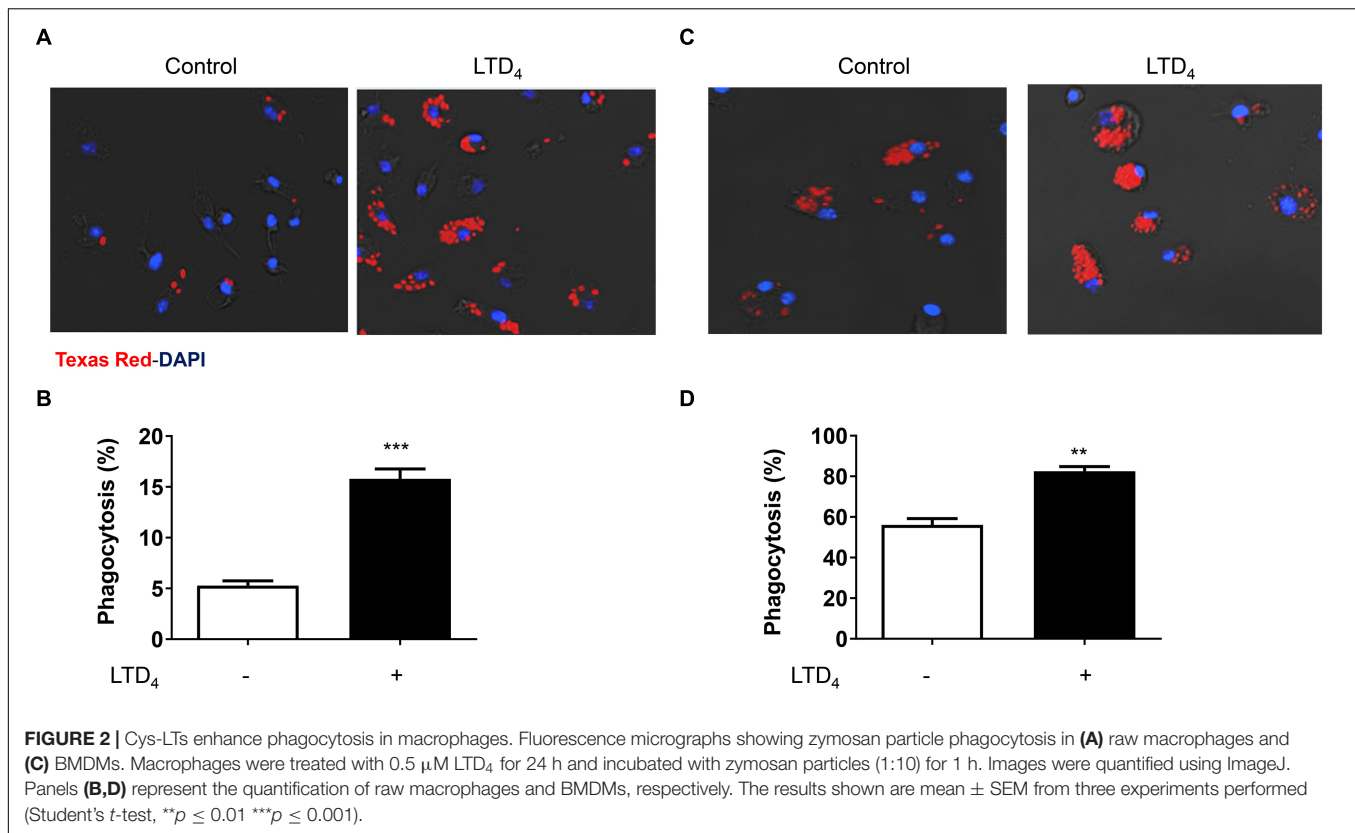 A
Control LTD4
Texas Red-DAPI
C
Control LTD4
B
Phagocytosis (%)
20
15
10
5
0
***
LTD4 - +
D
Phagocytosis (%)
100
80
60
40
20
0
**
LTD4 - +
FIGURE 2 | Cys-LTs enhance phagocytosis in macrophages. Fluorescence micrographs showing zymosan particle phagocytosis in (A) raw macrophages and
(C) BMDMs. Macrophages were treated with 0.5 μM LTD4 for 24 h and incubated with zymosan particles (1:10) for 1 h. Images were quantified using ImageJ.
Panels (B,D) represent the quantification of raw macrophages and BMDMs, respectively. The results shown are mean ± SEM from three experiments performed
(Student's t-test, **p ≤ 0.01 ***p ≤ 0.001).